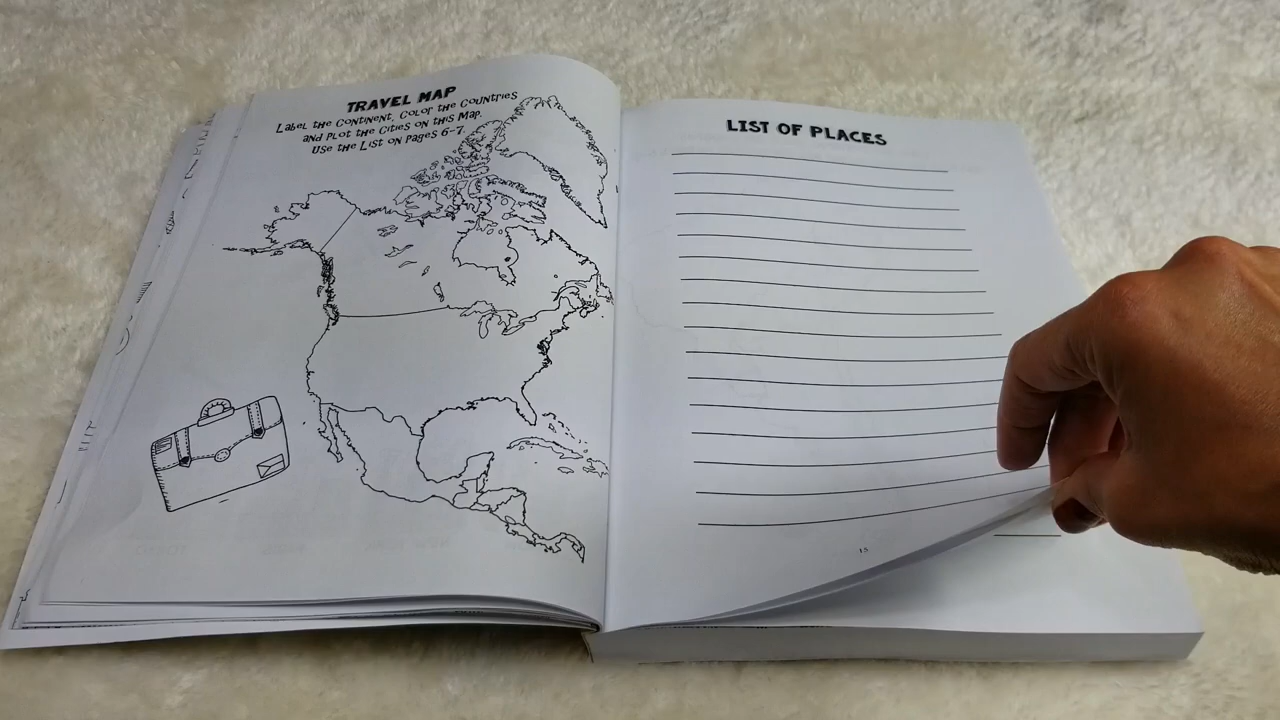 TRAVEL MAP
Label the Continent, Color the Countries
and Plot the Cities on this Map.
Use the List on Pages 6-7.
LIST OF PLACES
15